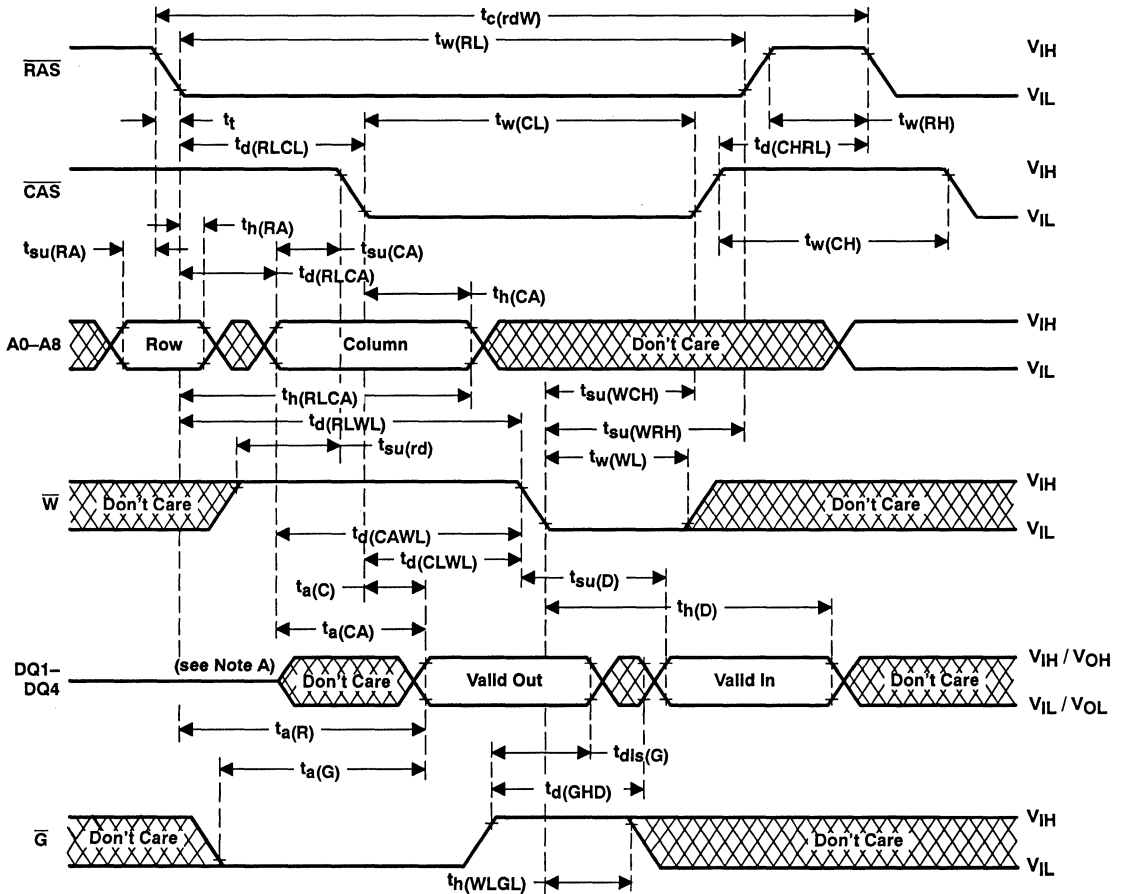 tc(rdW)
tw(RL)
RAS
VIH
VIL
tt
tw(CL)
tw(RH)
td(RLCL)
td(CHRL)
CAS
VIH
VIL
th(RA)
tsu(RA)
tsu(CA)
tw(CH)
td(RLCA)
th(CA)
A0–A8
Row
Column
Don't Care
VIH
VIL
th(RLCA)
tsu(WCH)
td(RLWL)
tsu(WRH)
tsu(rd)
tw(WL)
W
Don't Care
Don't Care
VIH
VIL
td(CAWL)
td(CLWL)
ta(C)
tsu(D)
th(D)
ta(CA)
DQ1–
DQ4
(see Note A)
Don't Care
Valid Out
Valid In
Don't Care
VIH / VOH
VIL / VOL
ta(R)
tdis(G)
ta(G)
td(GHD)
G
Don't Care
Don't Care
VIH
VIL
th(WLGL)